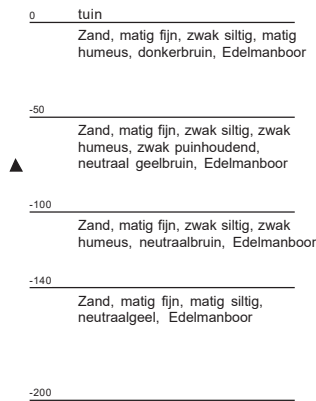 0 tuin
Zand, matig fijn, zwak siltig, matig
humeus, donkerbruin, Edelmanboor
-50
Zand, matig fijn, zwak siltig, zwak
humeus, zwak puinhoudend,
neutraal geelbruin, Edelmanboor
-100
Zand, matig fijn, zwak siltig, zwak
humeus, neutraalbruin, Edelmanboor
-140
Zand, matig fijn, matig siltig,
neutraalgeel, Edelmanboor
-200